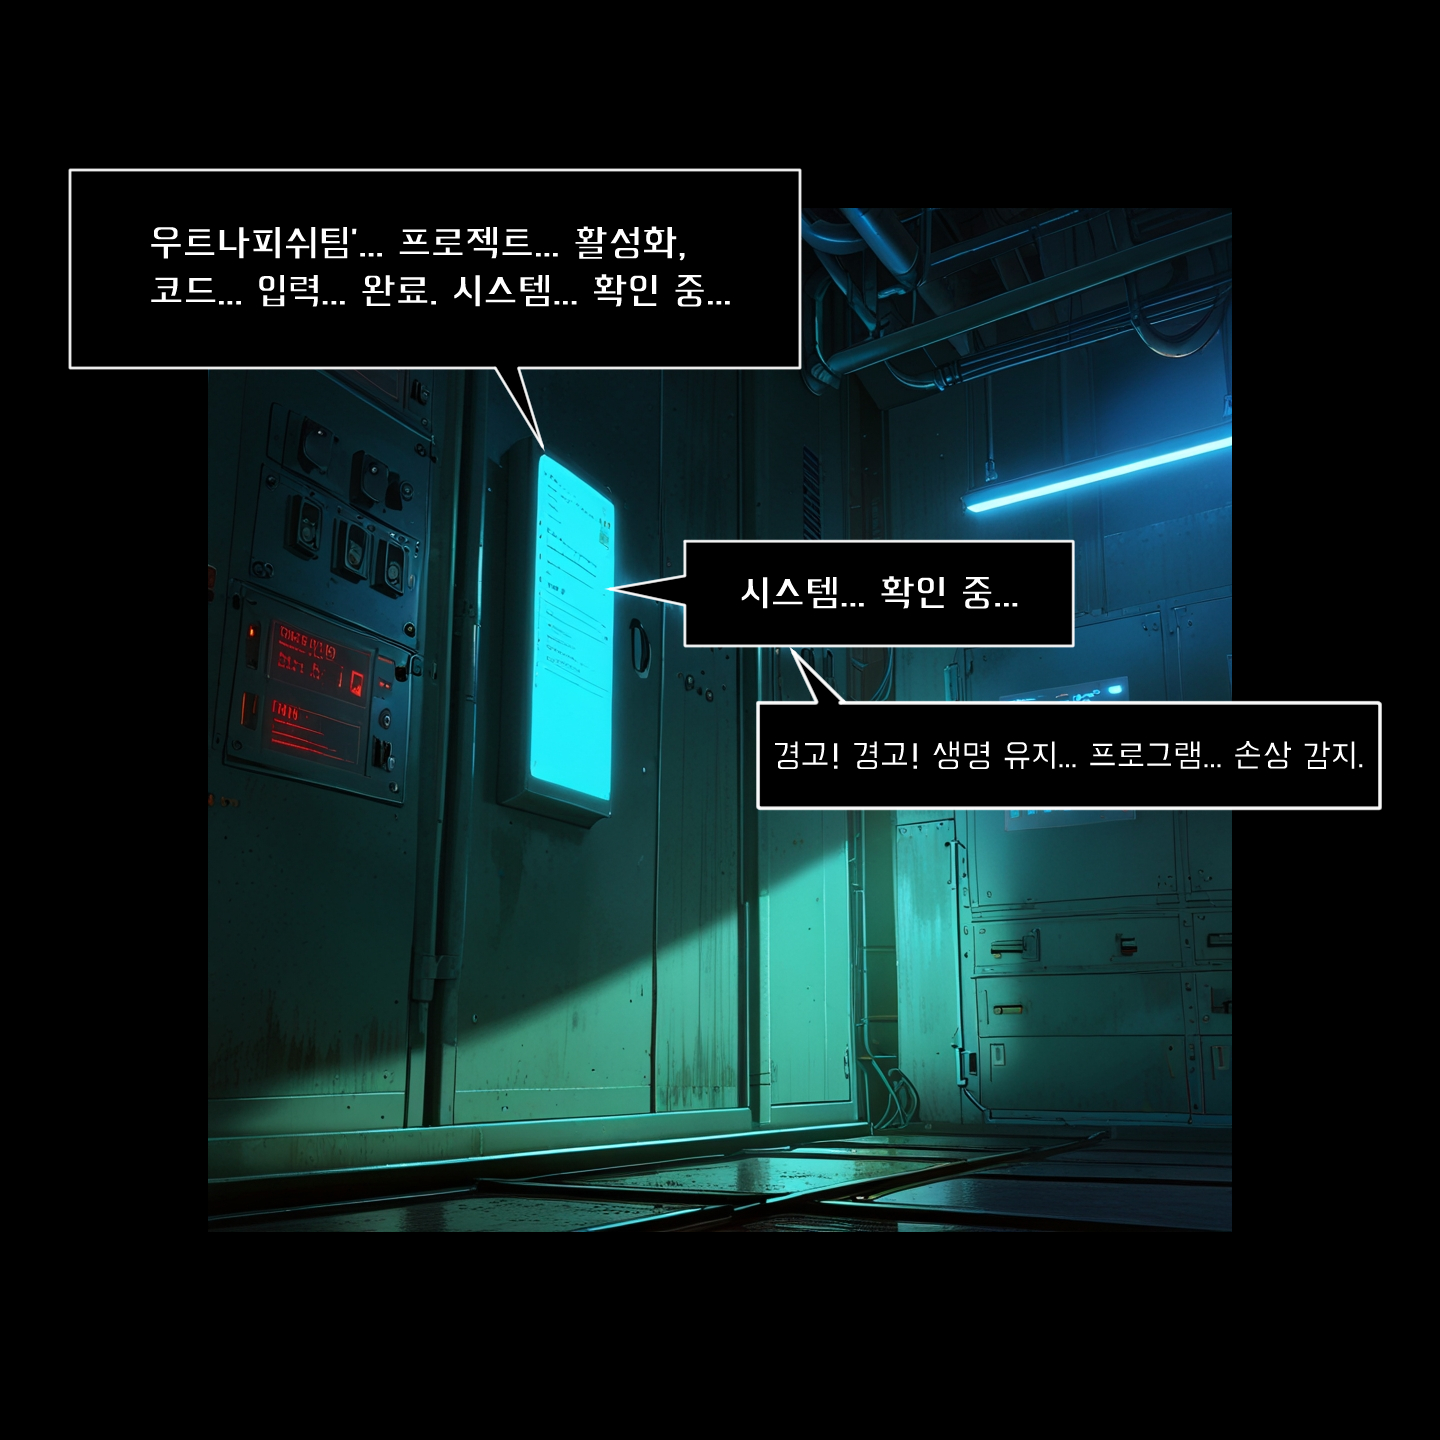 우트나피쉬팀'... 프로젝트... 활성화,
코드... 입력... 완료. 시스템... 확인 중...
시스템... 확인 중...
경고! 경고! 생명 유지... 프로그램... 손상 감지.